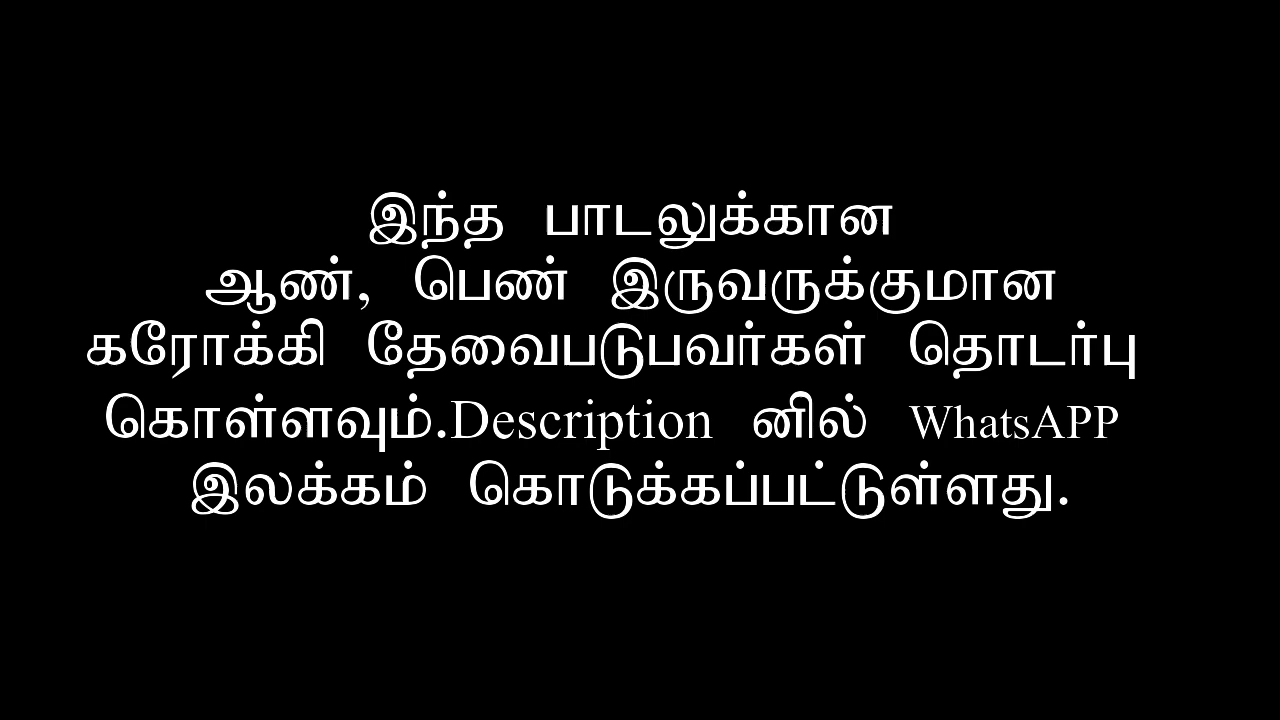 இந்த பாடலுக்கான
ஆண், பெண் இருவருக்குமான
கரோக்கி தேவைபடுபவர்கள் தொடர்பு
கொள்ளவும்.Description னில் WhatsAPP
இலக்கம் கொடுக்கப்பட்டுள்ளது.